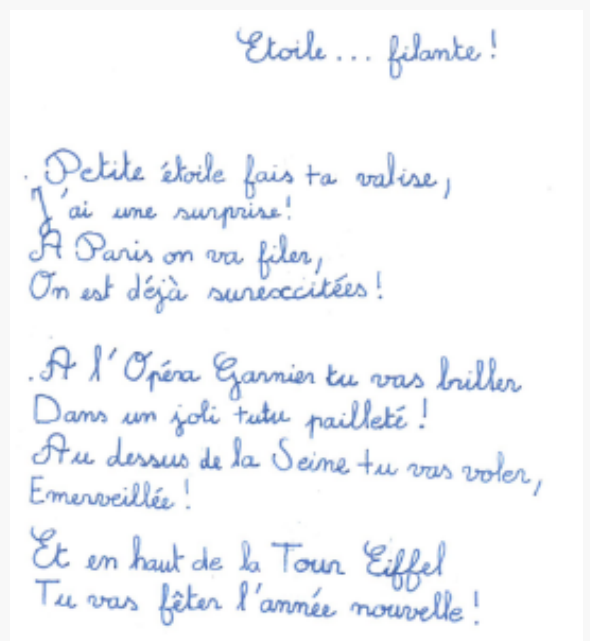 Etoile... filante !
. Petite étoile fais ta valise,
J'ai une surprise !
A Paris on va filer,
On est déjà surexcitées !
. A l'Opéra Garnier tu vas briller
Dans un joli tutu pailleté !
Au dessus de la Seine tu vas voler,
Emerveillée !
Et en haut de la Tour Eiffel
Tu vas fêter l'année nouvelle !